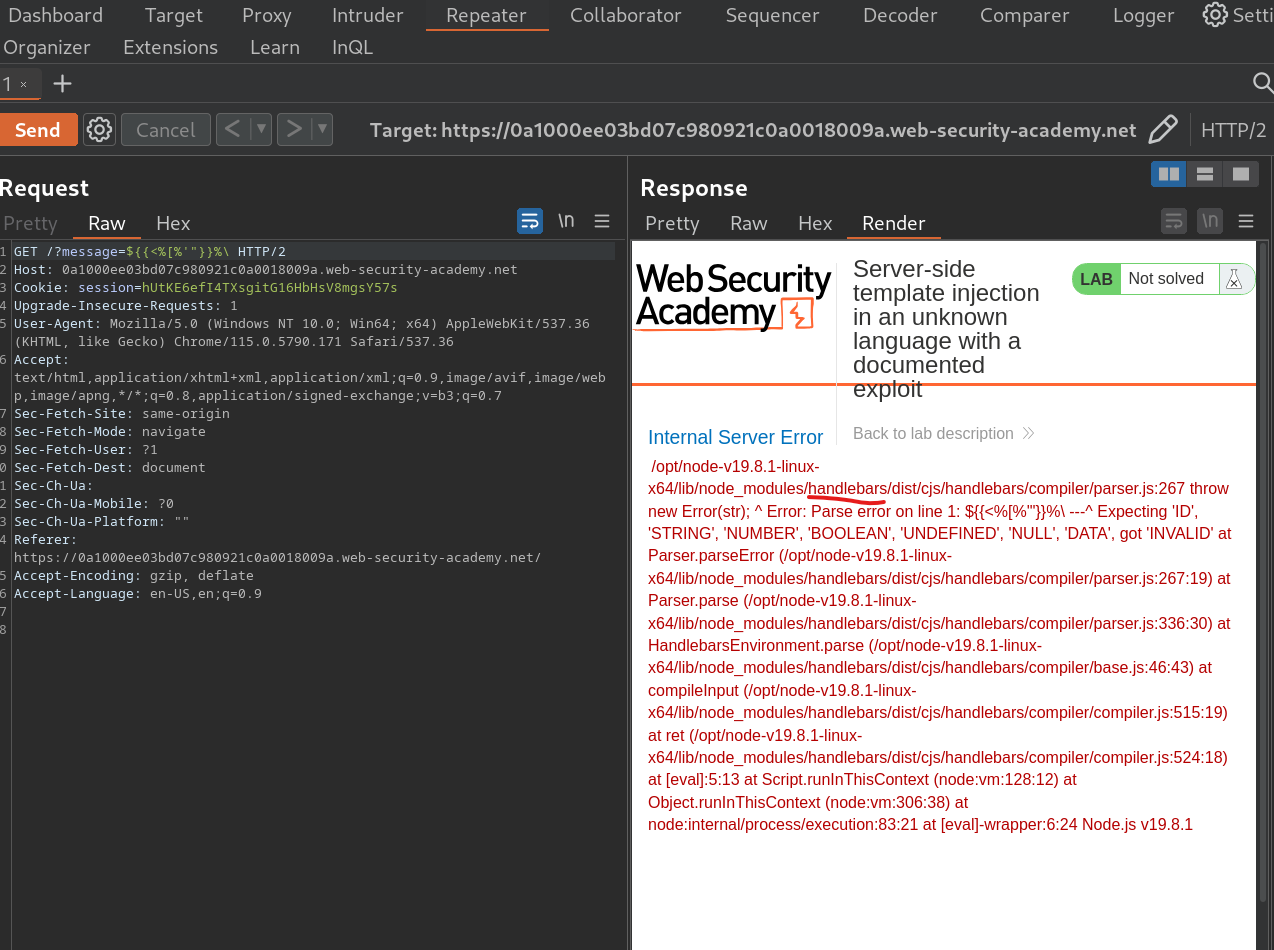 Dashboard Target Proxy Intruder Repeater Collaborator Sequencer Decoder Comparer Logger Setti
Organizer Extensions Learn InQL
1 ×
Send Cancel < > Target: https://0a1000ee03bd07c980921c0a0018009a.web-security-academy.net HTTP/2
Request
Pretty Raw Hex \n
1 GET /?message=${{<%[%'"}}%\ HTTP/2
2 Host: 0a1000ee03bd07c980921c0a0018009a.web-security-academy.net
3 Cookie: session=hUtKE6efI4TXsgitG16HbHsV8mgsY57s
4 Upgrade-Insecure-Requests: 1
5 User-Agent: Mozilla/5.0 (Windows NT 10.0; Win64; x64) AppleWebKit/537.36
(KHTML, like Gecko) Chrome/115.0.5790.171 Safari/537.36
6 Accept:
text/html,application/xhtml+xml,application/xml;q=0.9,image/avif,image/web
p,image/apng,*/*;q=0.8,application/signed-exchange;v=b3;q=0.7
7 Sec-Fetch-Site: same-origin
8 Sec-Fetch-Mode: navigate
9 Sec-Fetch-User: ?1
0 Sec-Fetch-Dest: document
1 Sec-Ch-Ua:
2 Sec-Ch-Ua-Mobile: ?0
3 Sec-Ch-Ua-Platform: ""
4 Referer:
https://0a1000ee03bd07c980921c0a0018009a.web-security-academy.net/
5 Accept-Encoding: gzip, deflate
6 Accept-Language: en-US,en;q=0.9
7
8
Response
Pretty Raw Hex Render \n
Web Security
Academy
Server-side
template injection
in an unknown
language with a
documented
exploit
LAB Not solved
Back to lab description
Internal Server Error
/opt/node-v19.8.1-linux-
x64/lib/node_modules/handlebars/dist/cjs/handlebars/compiler/parser.js:267 throw
new Error(str); ^ Error: Parse error on line 1: ${{<%[%'"}}%\ ---^ Expecting 'ID',
'STRING', 'NUMBER', 'BOOLEAN', 'UNDEFINED', 'NULL', 'DATA', got 'INVALID' at
Parser.parseError (/opt/node-v19.8.1-linux-
x64/lib/node_modules/handlebars/dist/cjs/handlebars/compiler/parser.js:267:19) at
Parser.parse (/opt/node-v19.8.1-linux-
x64/lib/node_modules/handlebars/dist/cjs/handlebars/compiler/parser.js:336:30) at
HandlebarsEnvironment.parse (/opt/node-v19.8.1-linux-
x64/lib/node_modules/handlebars/dist/cjs/handlebars/compiler/base.js:46:43) at
compileInput (/opt/node-v19.8.1-linux-
x64/lib/node_modules/handlebars/dist/cjs/handlebars/compiler/compiler.js:515:19)
at ret (/opt/node-v19.8.1-linux-
x64/lib/node_modules/handlebars/dist/cjs/handlebars/compiler/compiler.js:524:18)
at [eval]:5:13 at Script.runInThisContext (node:vm:128:12) at
Object.runInThisContext (node:vm:306:38) at
node:internal/process/execution:83:21 at [eval]-wrapper:6:24 Node.js v19.8.1